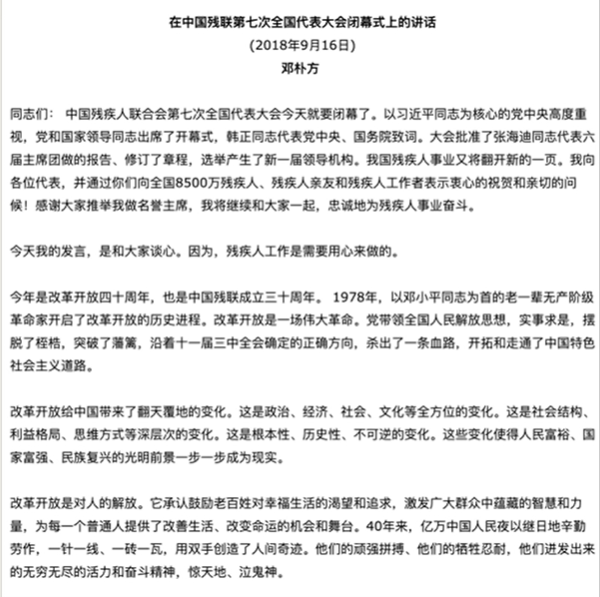 在中国残联第七次全国代表大会闭幕式上的讲话
(2018年9月16日)
邓朴方
同志们： 中国残疾人联合会第七次全国代表大会今天就要闭幕了。以习近平同志为核心的党中央高度重
视，党和国家领导同志出席了开幕式，韩正同志代表党中央、国务院致词。大会批准了张海迪同志代表六
届主席团做的报告、修订了章程，选举产生了新一届领导机构。我国残疾人事业又将翻开新的一页。我向
各位代表，并通过你们向全国8500万残疾人、残疾人亲友和残疾人工作者表示衷心的祝贺和亲切的问
候！感谢大家推举我做名誉主席，我将继续和大家一起，忠诚地为残疾人事业奋斗。
今天我的发言，是和大家谈心。因为，残疾人工作是需要用心来做的。
今年是改革开放四十周年，也是中国残联成立三十周年。 1978年，以邓小平同志为首的老一辈无产阶级
革命家开启了改革开放的历史进程。改革开放是一场伟大革命。党带领全国人民解放思想，实事求是，摆
脱了桎梏，突破了藩篱，沿着十一届三中全会确定的正确方向，杀出了一条血路，开拓和走通了中国特色
社会主义道路。
改革开放给中国带来了翻天覆地的变化。这是政治、经济、社会、文化等全方位的变化。这是社会结构、
利益格局、思维方式等深层次的变化。这是根本性、历史性、不可逆的变化。这些变化使得人民富裕、国
家富强、民族复兴的光明前景一步一步成为现实。
改革开放是对人的解放。它承认鼓励老百姓对幸福生活的渴望和追求，激发广大群众中蕴藏的智慧和力
量，为每一个普通人提供了改善生活、改变命运的机会和舞台。40年来，亿万中国人民夜以继日地辛勤
劳作，一针一线、一砖一瓦，用双手创造了人间奇迹。他们的顽强拼搏、他们的牺牲忍耐，他们迸发出来
的无穷无尽的活力和奋斗精神，惊天地、泣鬼神。